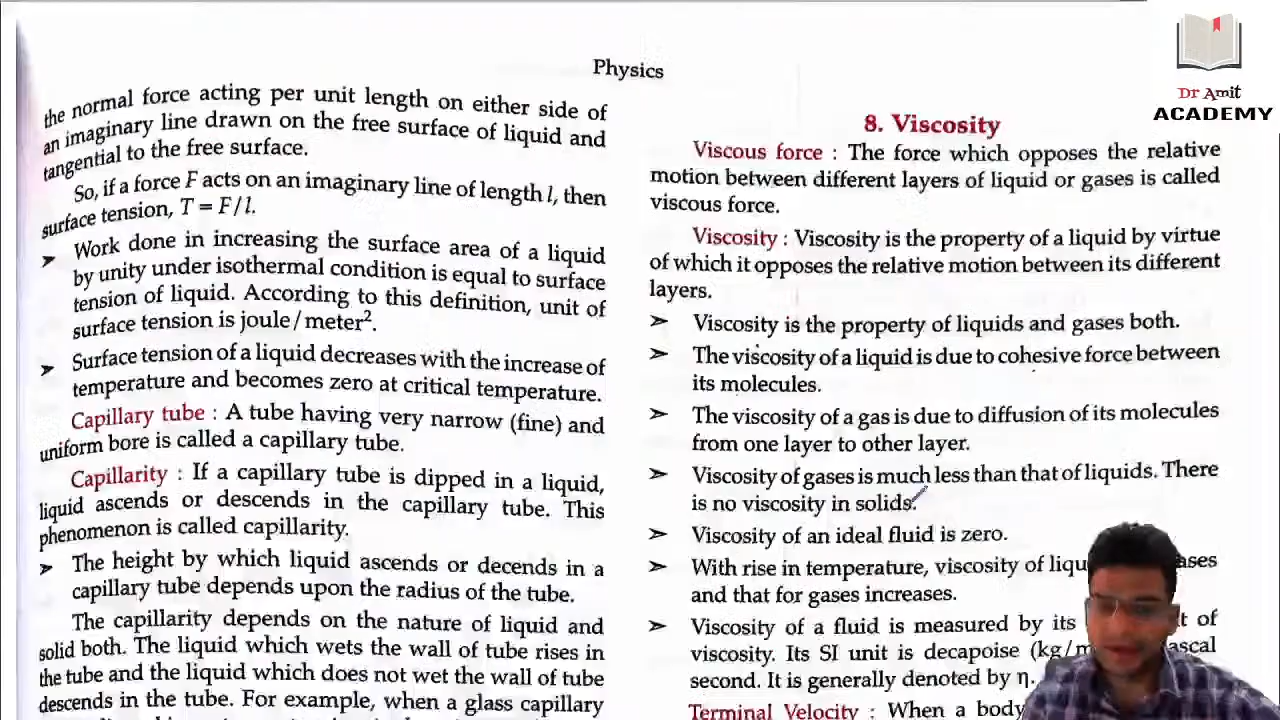 Physics
the normal force acting per unit length on either side of
an imaginary line drawn on the free surface of liquid and
tangential to the free surface.
So, if a force F acts on an imaginary line of length l, then
surface tension, T = F/l.
➤ Work done in increasing the surface area of a liquid
by unity under isothermal condition is equal to surface
tension of liquid. According to this definition, unit of
surface tension is joule/meter².
➤ Surface tension of a liquid decreases with the increase of
temperature and becomes zero at critical temperature.
Capillary tube : A tube having very narrow (fine) and
uniform bore is called a capillary tube.
Capillarity : If a capillary tube is dipped in a liquid,
liquid ascends or descends in the capillary tube. This
phenomenon is called capillarity.
➤ The height by which liquid ascends or decends in a
capillary tube depends upon the radius of the tube.
The capillarity depends on the nature of liquid and
solid both. The liquid which wets the wall of tube rises in
the tube and the liquid which does not wet the wall of tube
descends in the tube. For example, when a glass capillary
8. Viscosity
Viscous force : The force which opposes the relative
motion between different layers of liquid or gases is called
viscous force.
Viscosity : Viscosity is the property of a liquid by virtue
of which it opposes the relative motion between its different
layers.
➤ Viscosity is the property of liquids and gases both.
➤ The viscosity of a liquid is due to cohesive force between
its molecules.
➤ The viscosity of a gas is due to diffusion of its molecules
from one layer to other layer.
➤ Viscosity of gases is much less than that of liquids. There
is no viscosity in solids.
➤ Viscosity of an ideal fluid is zero.
➤ With rise in temperature, viscosity of
and that for gases increases.
➤ Viscosity of a fluid is measured by its of
viscosity. Its SI unit is decapoise
second. It is generally denoted by η.
Terminal Velocity : When a body
Dr Amit
ACADEMY